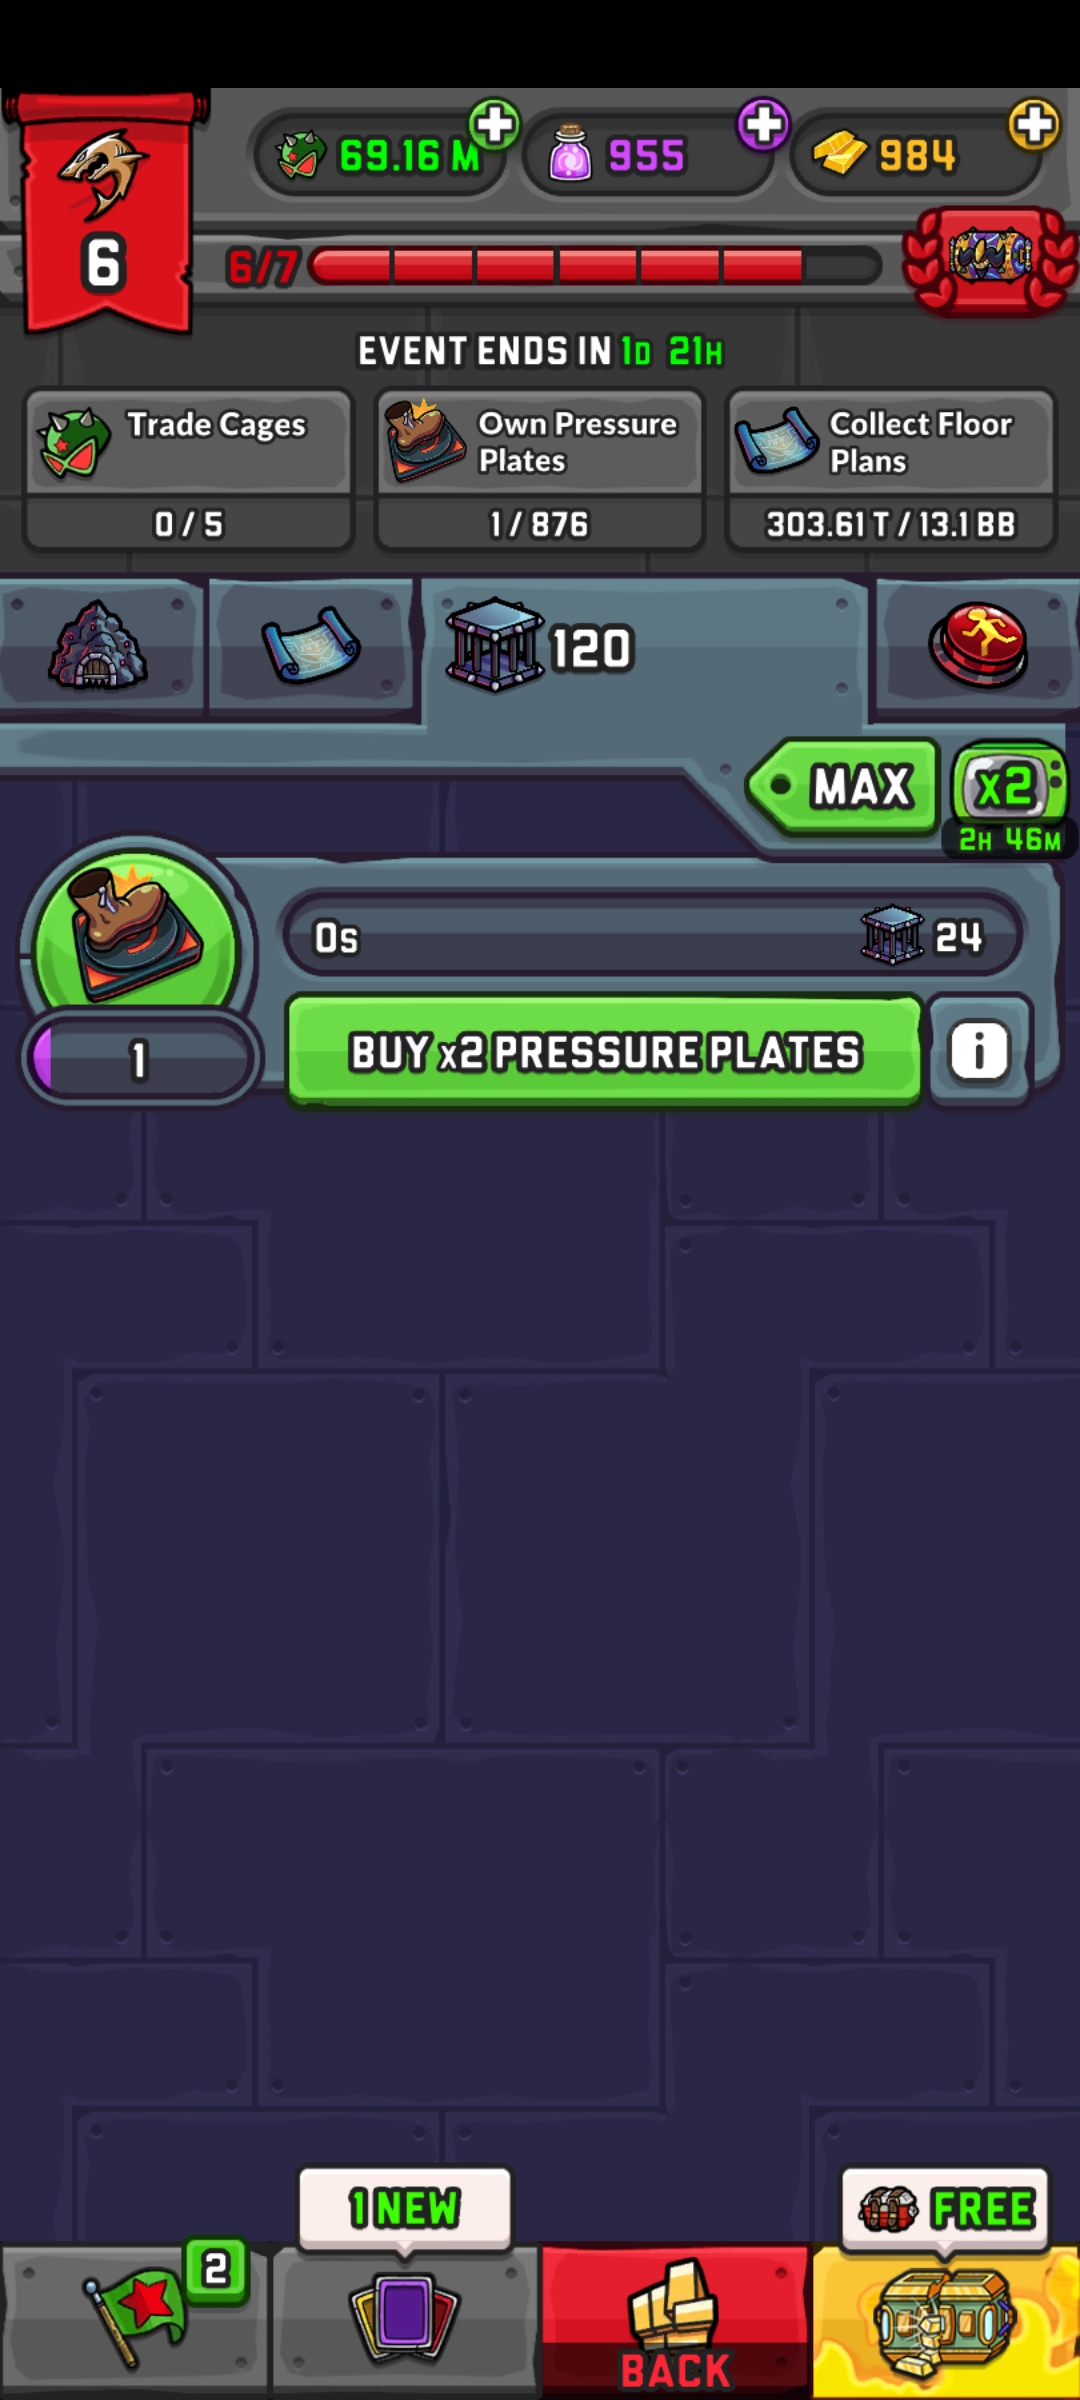 69.16 M
955
984
6
6/7
EVENT ENDS IN 1D 21H
Trade Cages
0 / 5
Own Pressure
Plates
1 / 876
Collect Floor
Plans
303.61 T / 13.1 BB
120
MAX
x2
2H 46M
0s
24
1
BUY x2 PRESSURE PLATES
i
1 NEW
FREE
2
BACK